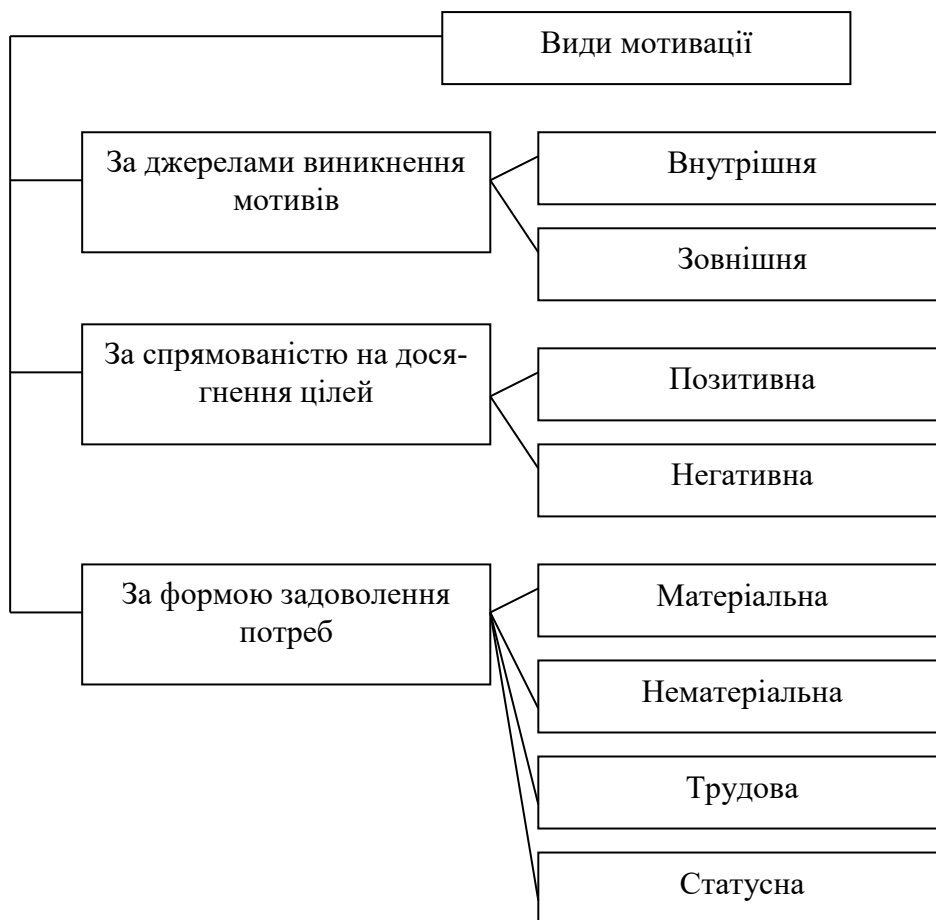 Види мотивації
За джерелами виникнення
мотивів
Внутрішня
Зовнішня
За спрямованістю на дося-
гнення цілей
Позитивна
Негативна
За формою задоволення
потреб
Матеріальна
Нематеріальна
Трудова
Статусна